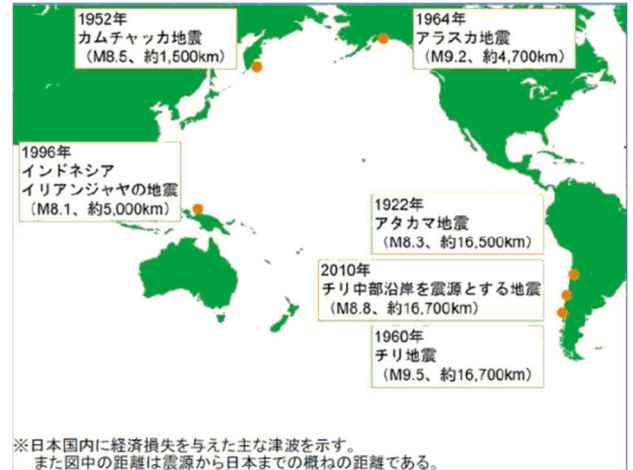 1952年
カムチャッカ地震
（M8.5、約1,500km）
1964年
アラスカ地震
（M9.2、約4,700km）
1996年
インドネシア
イリアンジャヤの地震
（M8.1、約5,000km）
1922年
アタカマ地震
（M8.3、約16,500km）
2010年
チリ中部沿岸を震源とする地震
（M8.8、約16,700km）
1960年
チリ地震
（M9.5、約16,700km）
※日本国内に経済損失を与えた主な津波を示す。
また図中の距離は震源から日本までの概ねの距離である。